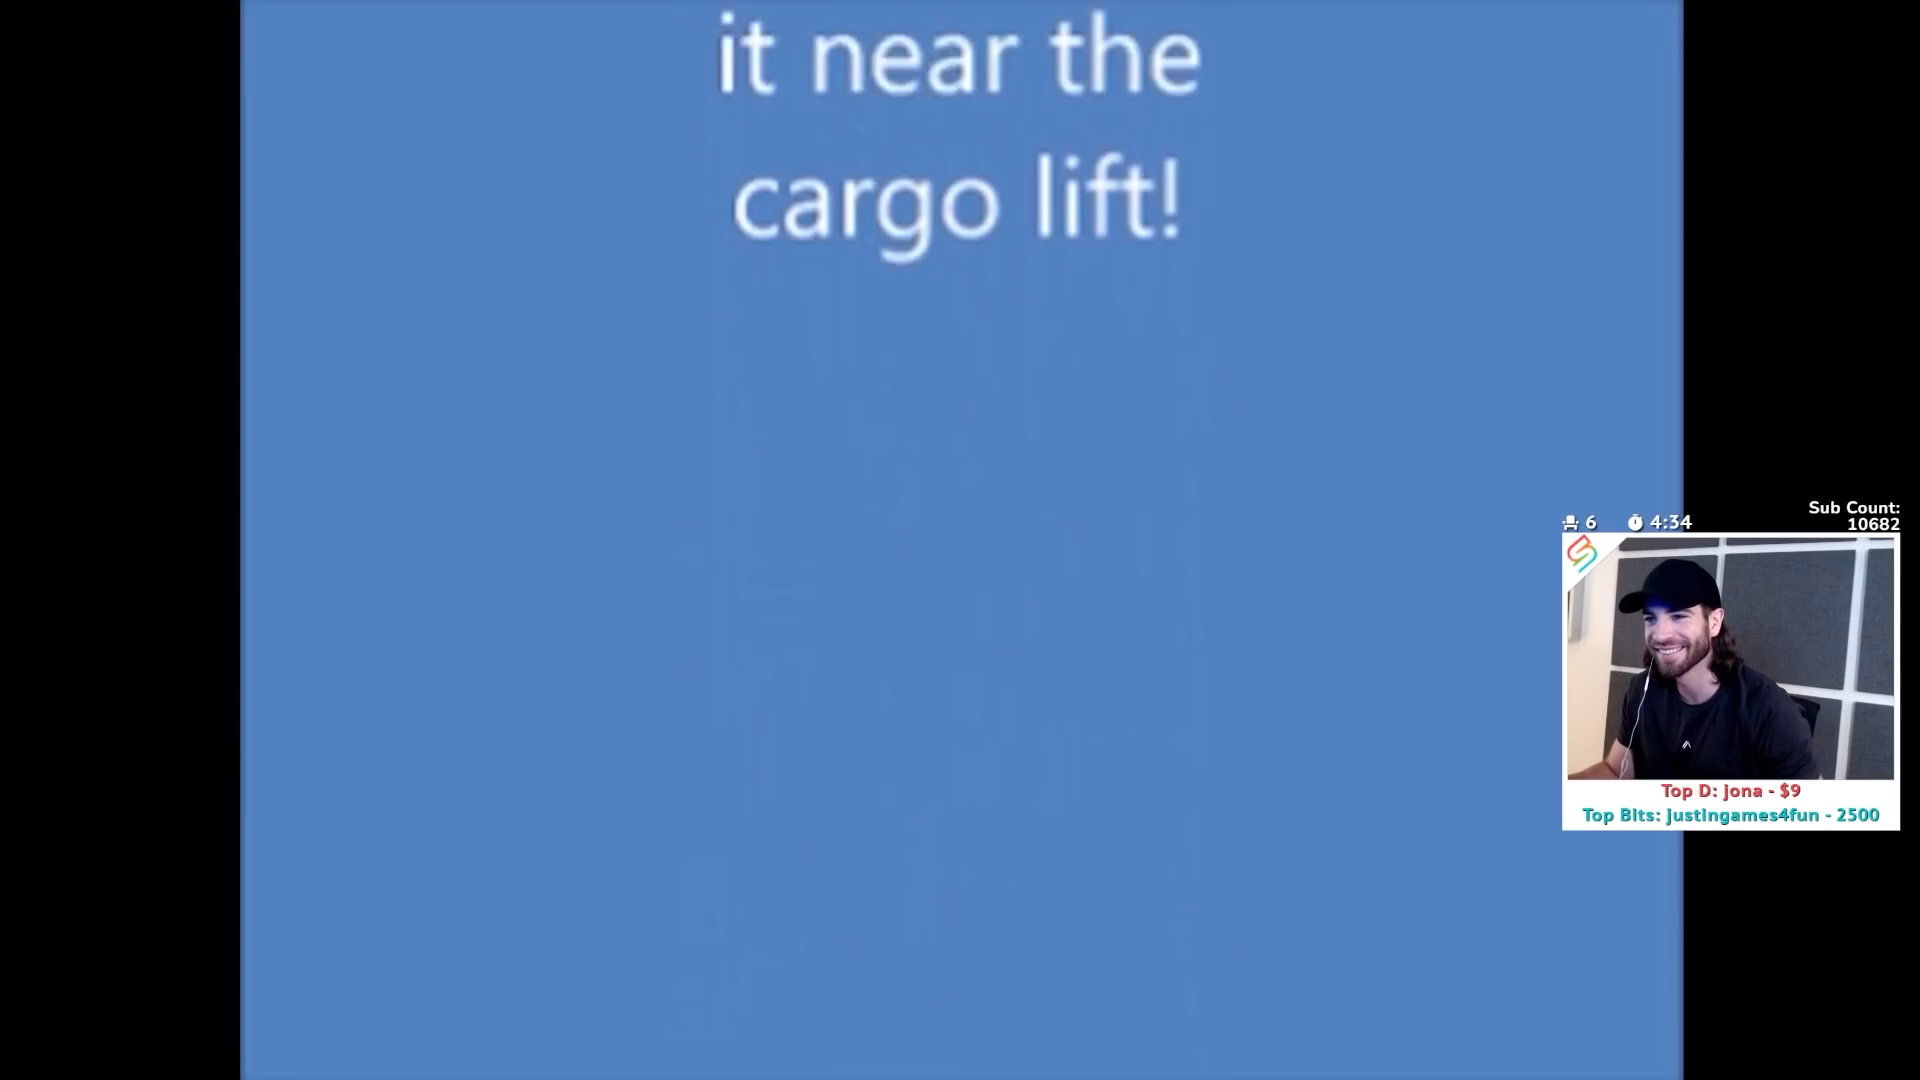 it near the
cargo lift!
Sub Count:
6 4:34 10682
Top D: jona - $9
Top Bits: justingames4fun - 2500